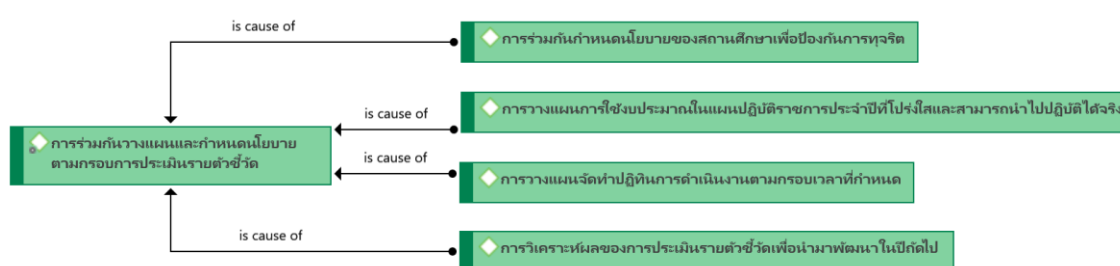 is cause of
การร่วมกันกำหนดนโยบายของสถานศึกษาเพื่อป้องกันการทุจริต
is cause of
การวางแผนการใช้งบประมาณในแผนปฏิบัติราชการประจำปีที่โปร่งใสและสามารถนำไปปฏิบัติได้จริง
การร่วมกันวางแผนและกำหนดนโยบาย
ตามกรอบการประเมินรายตัวชี้วัด
is cause of
การวางแผนจัดทำปฏิทินการดำเนินงานตามกรอบเวลาที่กำหนด
is cause of
การวิเคราะห์ผลของการประเมินรายตัวชี้วัดเพื่อนำมาพัฒนาในปีถัดไป